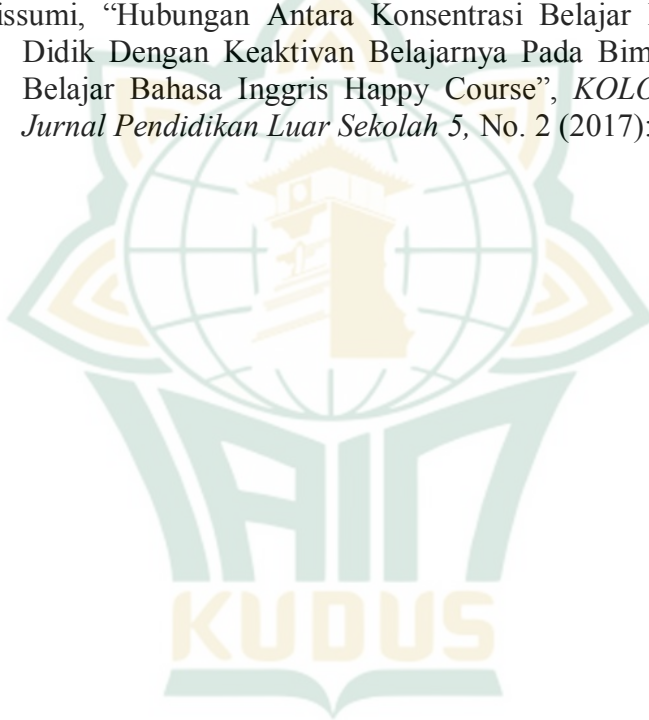 issumi, “Hubungan Antara Konsentrasi Belajar
Didik Dengan Keaktivan Belajarnya Pada Bim
Belajar Bahasa Inggris Happy Course”, KOLO
Jurnal Pendidikan Luar Sekolah 5, No. 2 (2017):
IAIN
KUDUS